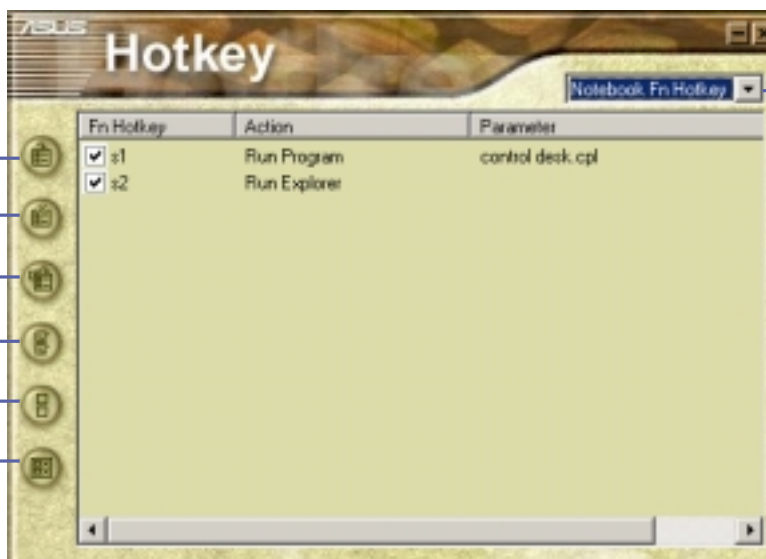 ASUS
Hotkey
Notebook Fn Hotkey
Fn Hotkey Action Parameter
s1 Run Program control desk.cpl
s2 Run Explorer